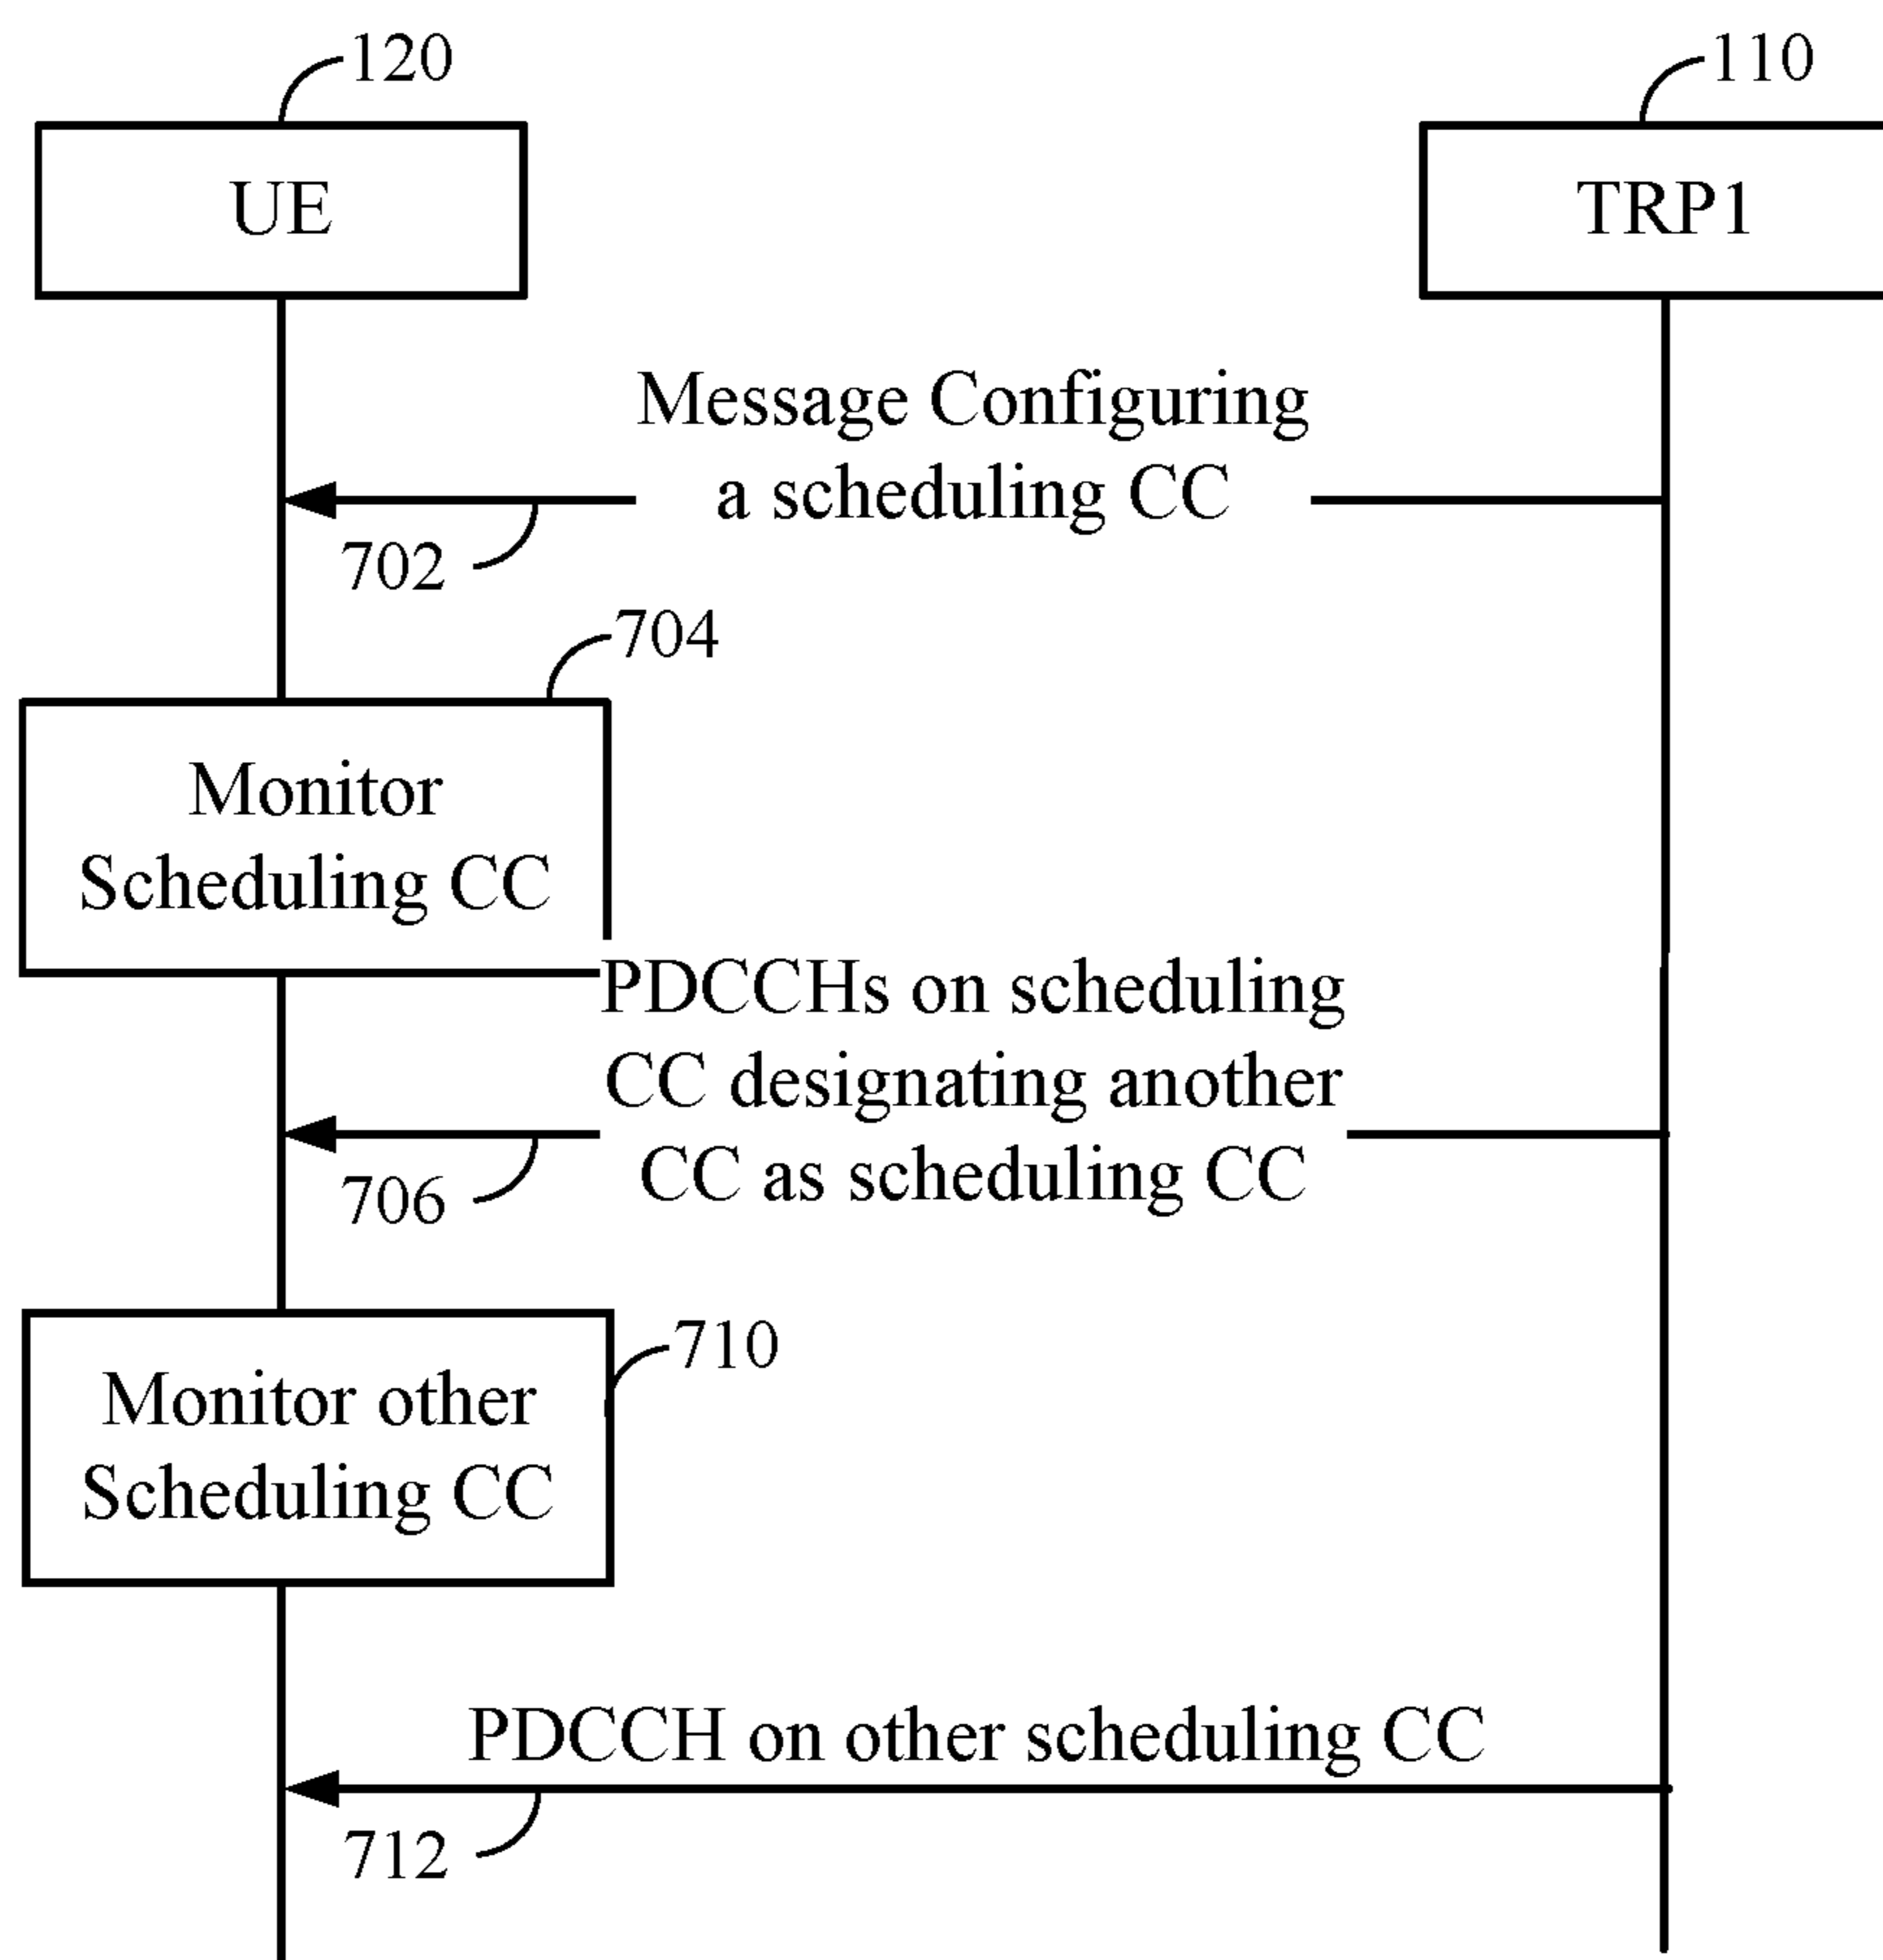 120
110
UE
TRP1
Message Configuring
a scheduling CC
702
704
Monitor
Scheduling CC
PDCCHs on scheduling
CC designating another
CC as scheduling CC
706
710
Monitor other
Scheduling CC
PDCCH on other scheduling CC
712